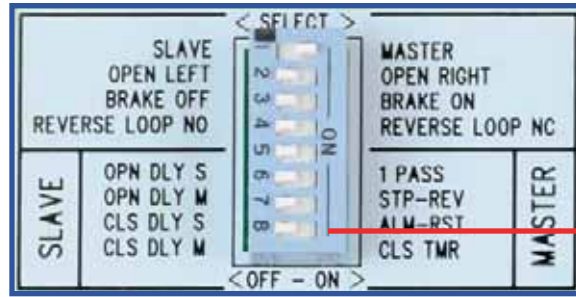 < SELECT >
SLAVE 1 MASTER
OPEN LEFT 2 OPEN RIGHT
BRAKE OFF 3 BRAKE ON
REVERSE LOOP NO 4 REVERSE LOOP NC
ON
SLAVE
OPN DLY S 5 1 PASS
OPN DLY M 6 STP-REV
CLS DLY S 7 ALM-RST
CLS DLY M 8 CLS TMR
MASTER
<OFF - ON >